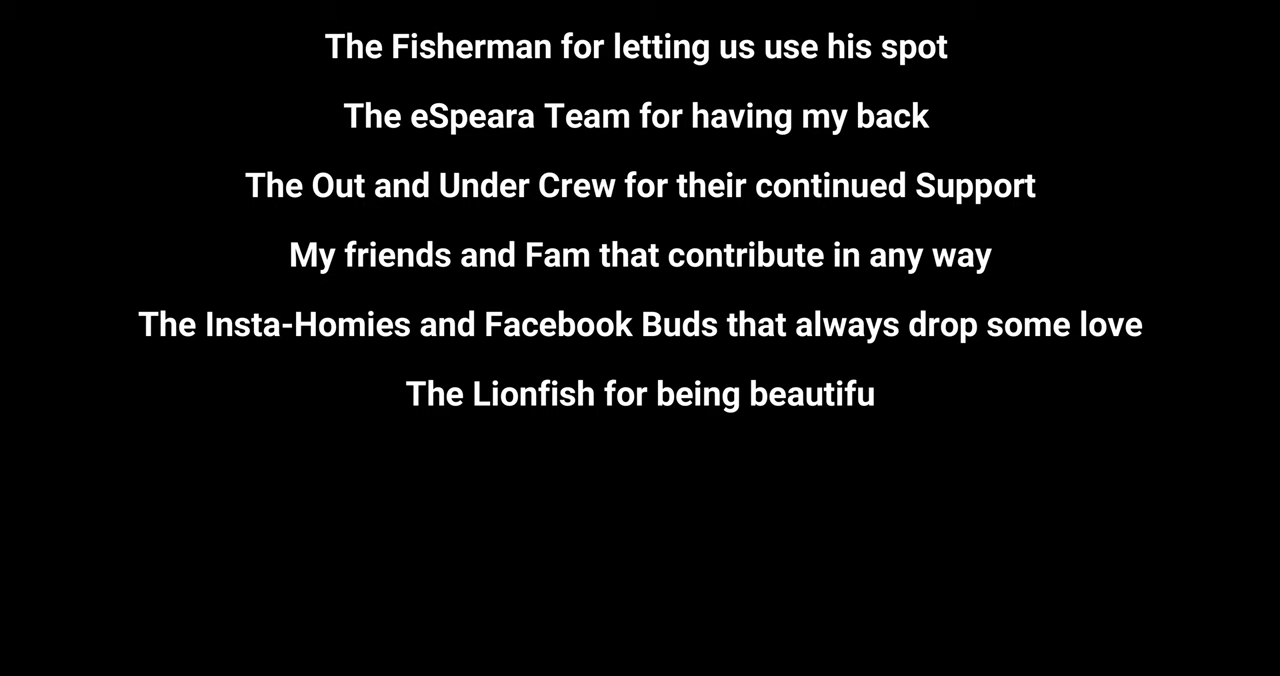 The Fisherman for letting us use his spot
The eSpeara Team for having my back
The Out and Under Crew for their continued Support
My friends and Fam that contribute in any way
The Insta-Homies and Facebook Buds that always drop some love
The Lionfish for being beautifu